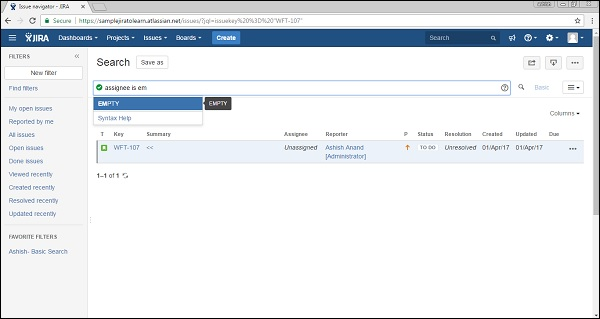 Issue navigator - JIRA
Secure https://samplejiratolearn.atlassian.net/issues/?jql=issuekey%20%3D%20"WFT-107"
JIRA Dashboards Projects Issues Boards Create Search
FILTERS
New filter
Find filters
My open issues
Reported by me
All issues
Open issues
Done issues
Viewed recently
Created recently
Resolved recently
Updated recently
FAVORITE FILTERS
Ashish- Basic Search
Search Save as
assignee is em Basic
EMPTY EMPTY
Syntax Help
Columns
T Key Summary Assignee Reporter P Status Resolution Created Updated Due
WFT-107 << Unassigned Ashish Anand TO DO Unresolved 01/Apr/17 01/Apr/17
[Administrator]
1–1 of 1